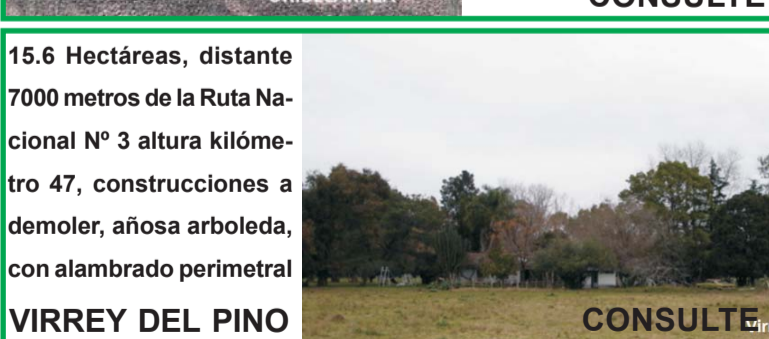 CONSULTE
15.6 Hectáreas, distante
7000 metros de la Ruta Na-
cional Nº 3 altura kilóme-
tro 47, construcciones a
demoler, añosa arboleda,
con alambrado perimetral
VIRREY DEL PINO
CONSULTE